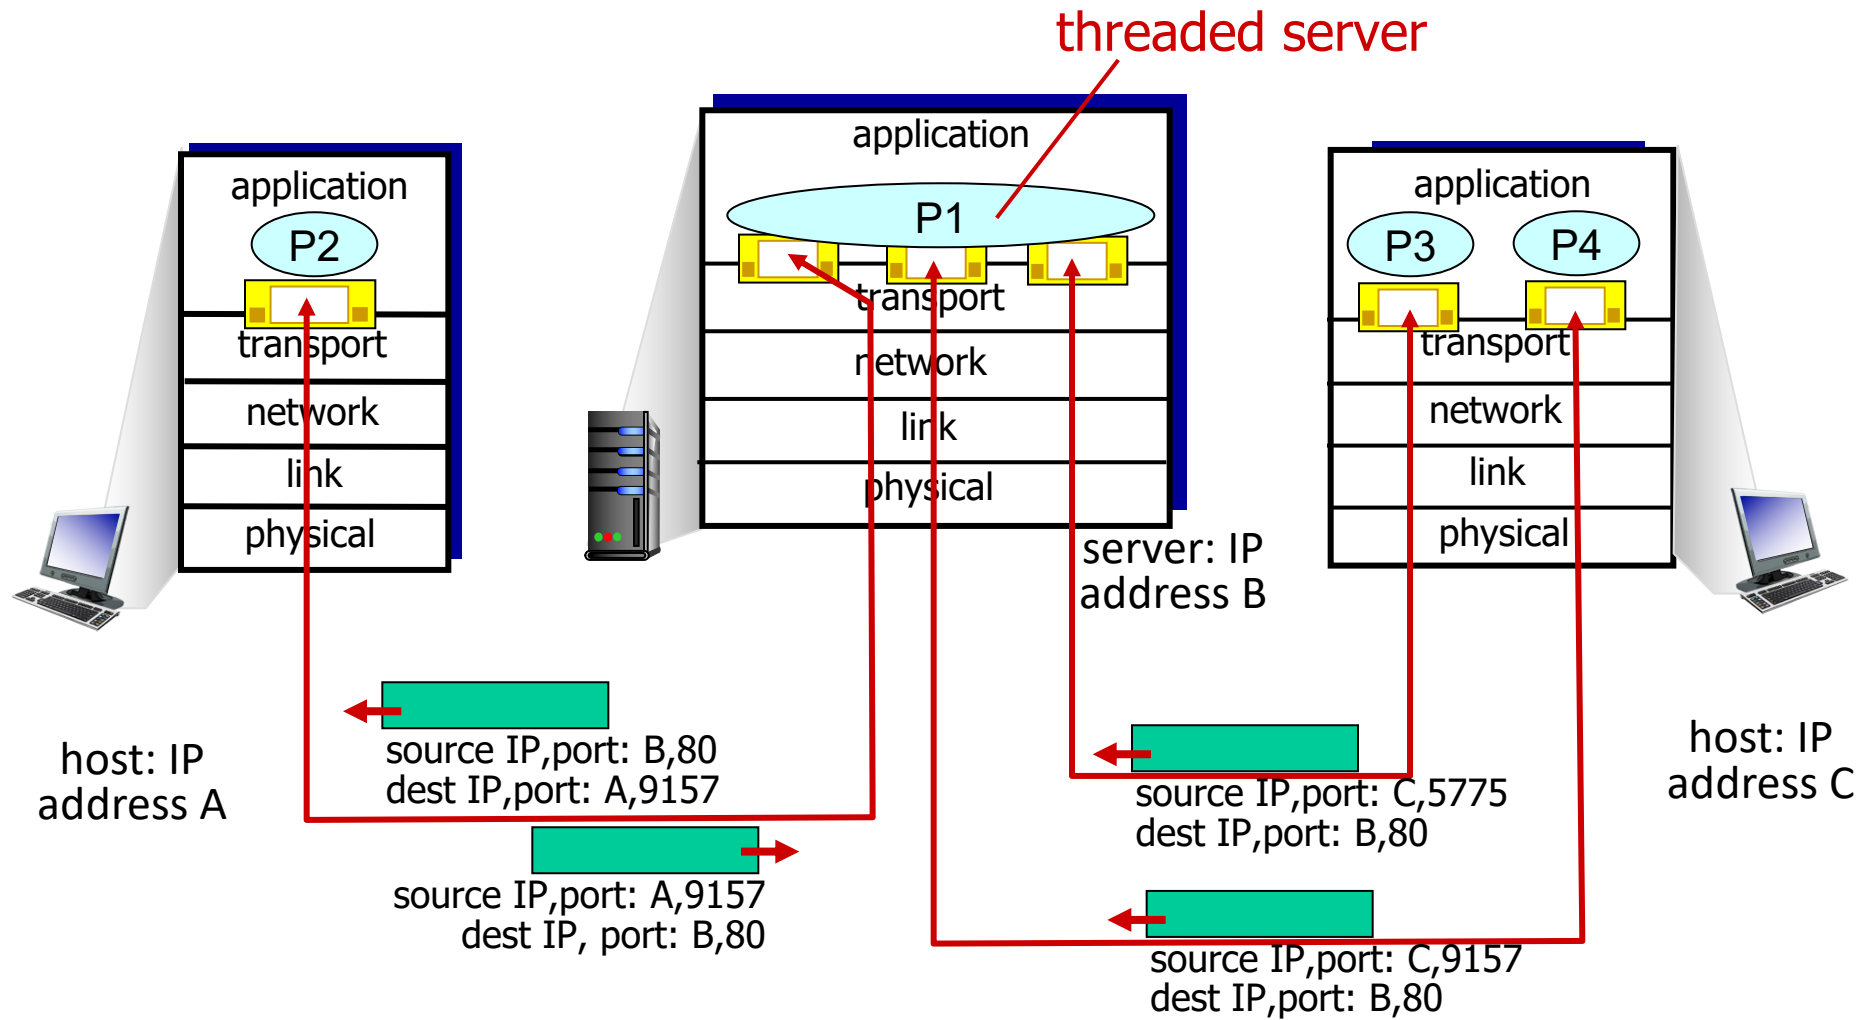 threaded server
application
P2
transport
network
link
physical
application
P1
transport
network
link
physical
application
P3
P4
transport
network
link
physical
server: IP
address B
host: IP
address A
source IP,port: B,80
dest IP,port: A,9157
source IP,port: A,9157
dest IP, port: B,80
source IP,port: C,5775
dest IP,port: B,80
source IP,port: C,9157
dest IP,port: B,80
host: IP
address C